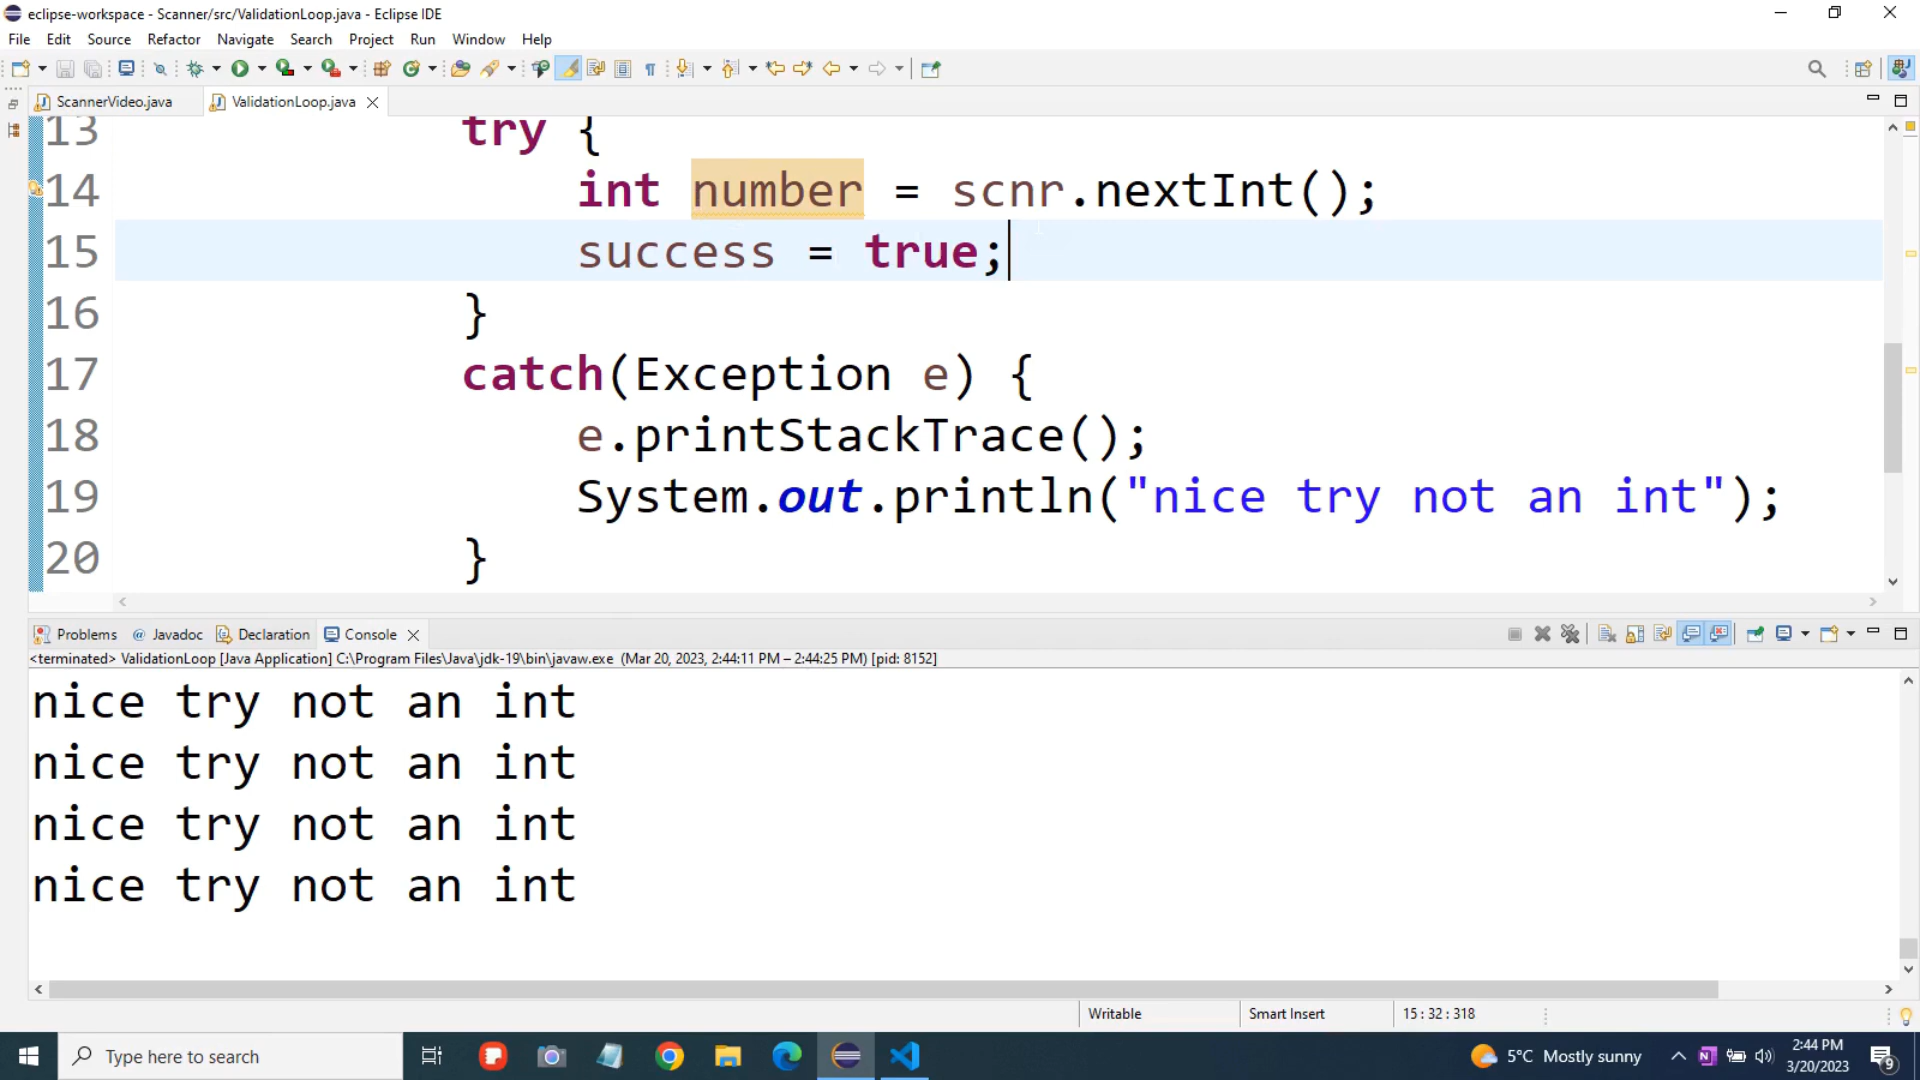 eclipse-workspace - Scanner/src/ValidationLoop.java - Eclipse IDE
File Edit Source Refactor Navigate Search Project Run Window Help
ScannerVideo.java ValidationLoop.java
13 try {
14 int number = scnr.nextInt();
15 success = true;
16 }
17 catch(Exception e) {
18 e.printStackTrace();
19 System.out.println("nice try not an int");
20 }
Problems @ Javadoc Declaration Console
<terminated> ValidationLoop [Java Application] C:\Program Files\Java\jdk-19\bin\javaw.exe (Mar 20, 2023, 2:44:11 PM – 2:44:25 PM) [pid: 8152]
nice try not an int
nice try not an int
nice try not an int
nice try not an int
Writable Smart Insert 15 : 32 : 318
Type here to search
5°C Mostly sunny
2:44 PM
3/20/2023
9